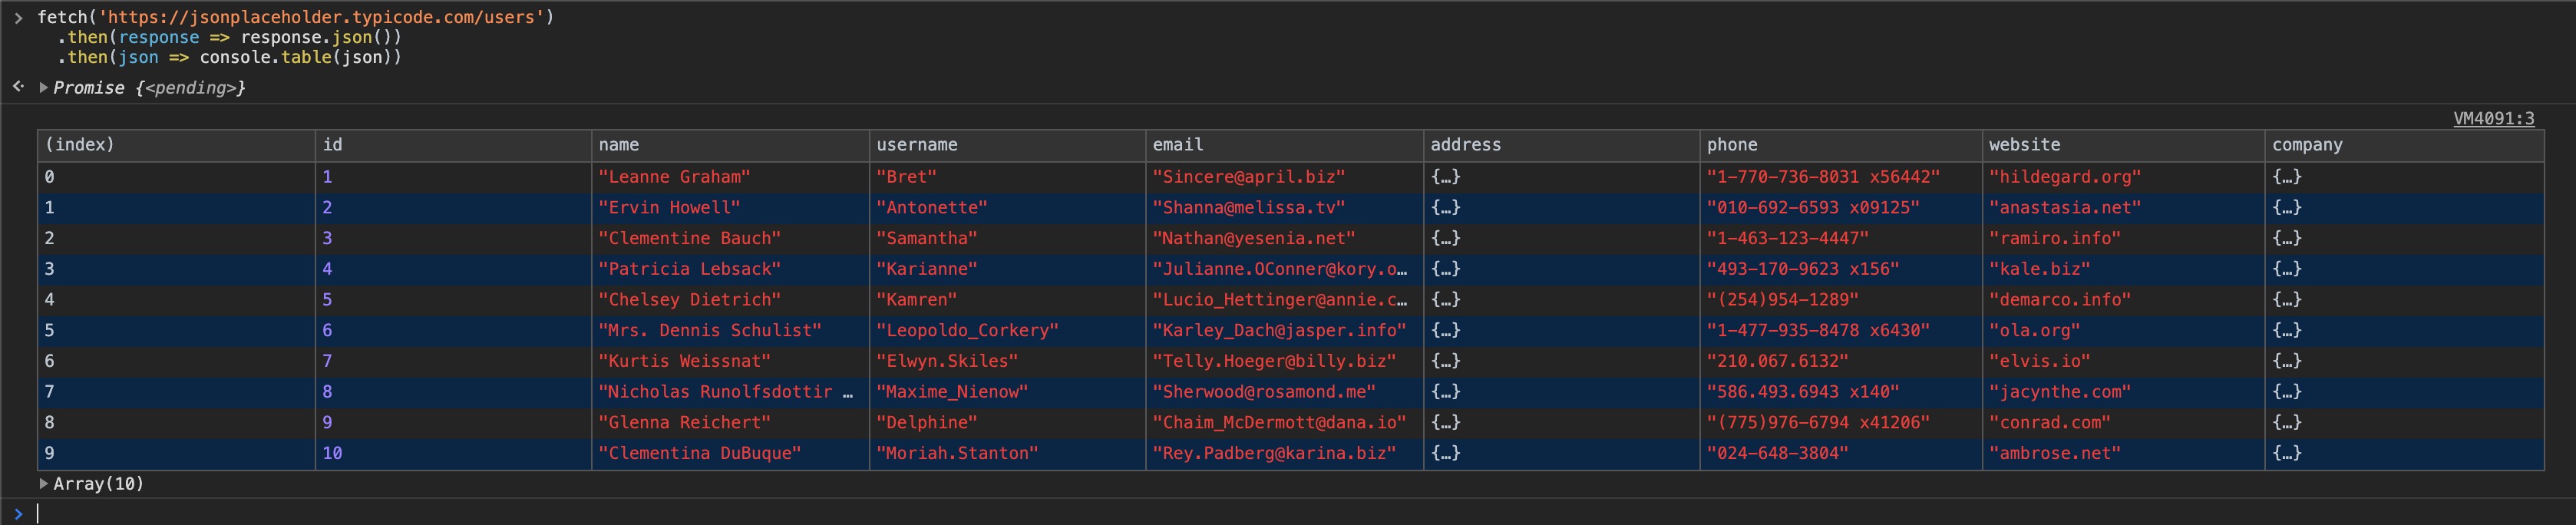 > fetch('https://jsonplaceholder.typicode.com/users')
.then(response => response.json())
.then(json => console.table(json))
Promise {<pending>}
VM4091:3
(index) id name username email address phone website company
0 1 "Leanne Graham" "Bret" "Sincere@april.biz" {…} "1-770-736-8031 x56442" "hildegard.org" {…}
1 2 "Ervin Howell" "Antonette" "Shanna@melissa.tv" {…} "010-692-6593 x09125" "anastasia.net" {…}
2 3 "Clementine Bauch" "Samantha" "Nathan@yesenia.net" {…} "1-463-123-4447" "ramiro.info" {…}
3 4 "Patricia Lebsack" "Karianne" "Julianne.OConner@kory.o… {…} "493-170-9623 x156" "kale.biz" {…}
4 5 "Chelsey Dietrich" "Kamren" "Lucio_Hettinger@annie.c… {…} "(254)954-1289" "demarco.info" {…}
5 6 "Mrs. Dennis Schulist" "Leopoldo_Corkery" "Karley_Dach@jasper.info" {…} "1-477-935-8478 x6430" "ola.org" {…}
6 7 "Kurtis Weissnat" "Elwyn.Skiles" "Telly.Hoeger@billy.biz" {…} "210.067.6132" "elvis.io" {…}
7 8 "Nicholas Runolfsdottir … "Maxime_Nienow" "Sherwood@rosamond.me" {…} "586.493.6943 x140" "jacynthe.com" {…}
8 9 "Glenna Reichert" "Delphine" "Chaim_McDermott@dana.io" {…} "(775)976-6794 x41206" "conrad.com" {…}
9 10 "Clementina DuBuque" "Moriah.Stanton" "Rey.Padberg@karina.biz" {…} "024-648-3804" "ambrose.net" {…}
Array(10)
>